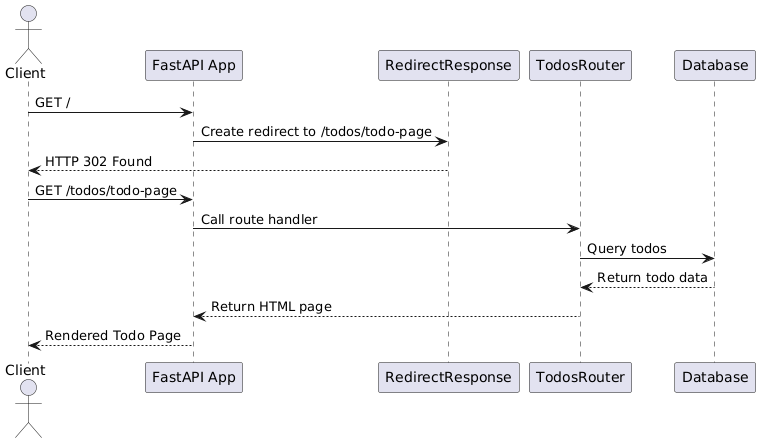 Client
FastAPI App
RedirectResponse
TodosRouter
Database
GET /
Create redirect to /todos/todo-page
HTTP 302 Found
GET /todos/todo-page
Call route handler
Query todos
Return todo data
Return HTML page
Rendered Todo Page
Client
FastAPI App
RedirectResponse
TodosRouter
Database